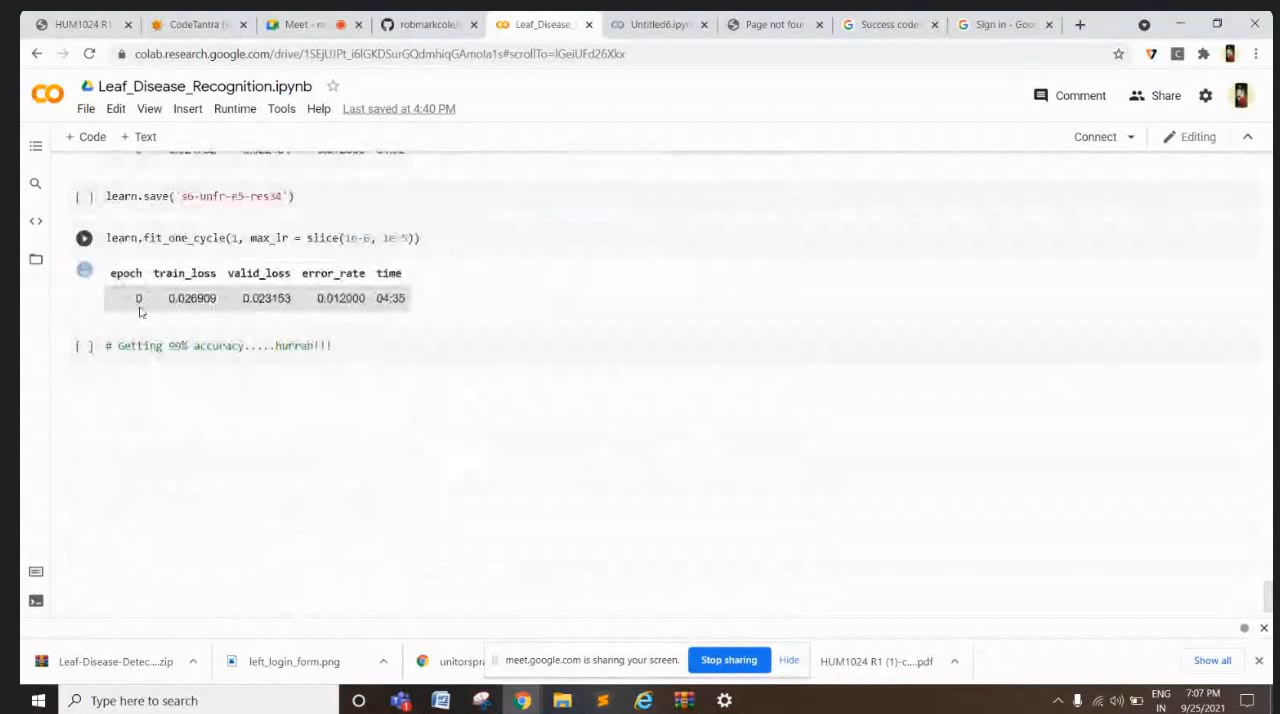 HUM1024 R1
CodeTantra (
Meet - m
robmarkcole/
Leaf_Disease_
Untitled6.ipyn
Page not foun
Success code
Sign in - Goo
colab.research.google.com/drive/
Leaf_Disease_Recognition.ipynb
File Edit View Insert Runtime Tools Help Last saved at 4:40 PM
Comment Share
+ Code + Text
Connect Editing
[ ] learn.save('s6-unfr-e5-res34')
learn.fit_one_cycle(1, max_lr = slice(1e-6, 1e-5))
epoch train_loss valid_loss error_rate time
0 0.026909 0.023153 0.012000 04:35
[ ] # Getting 99% accuracy.....hurrah!!!
Leaf-Disease-Detec....zip
left_login_form.png
unitorspra
meet.google.com is sharing your screen. Stop sharing Hide
HUM1024 R1 (1)-c....pdf
Show all
Type here to search
ENG
IN
7:07 PM
9/25/2021